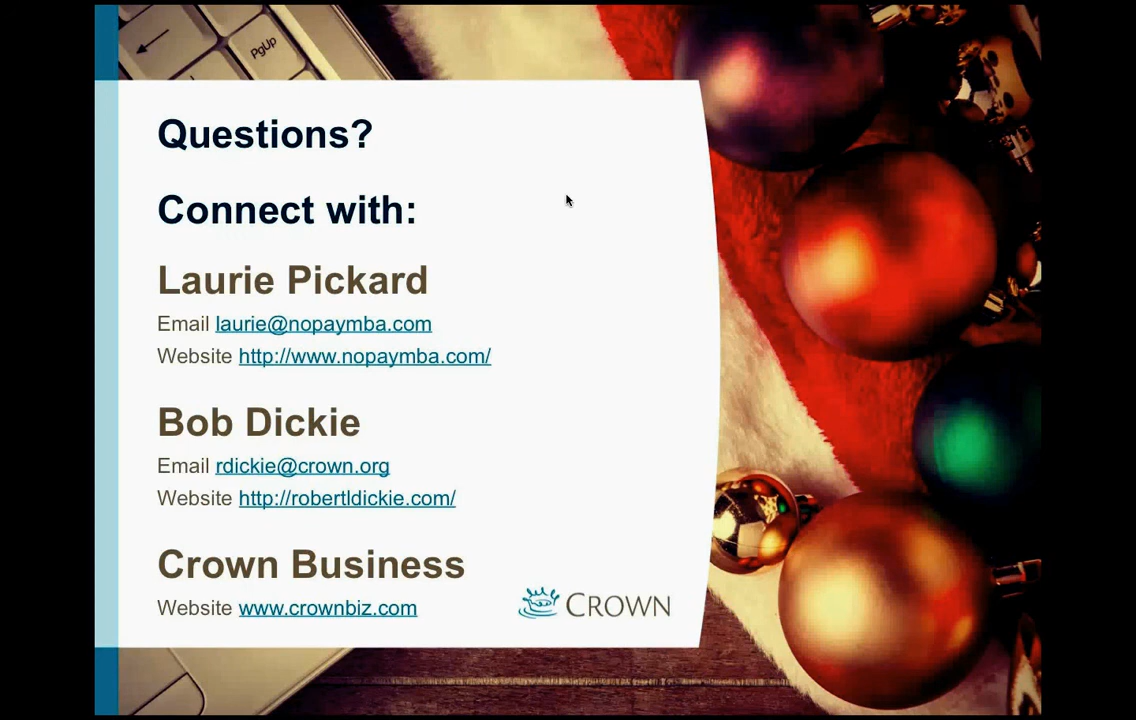 PgUp
Questions?
Connect with:
Laurie Pickard
Email laurie@nopaymba.com
Website http://www.nopaymba.com/
Bob Dickie
Email rdickie@crown.org
Website http://robertldickie.com/
Crown Business
Website www.crownbiz.com
CROWN